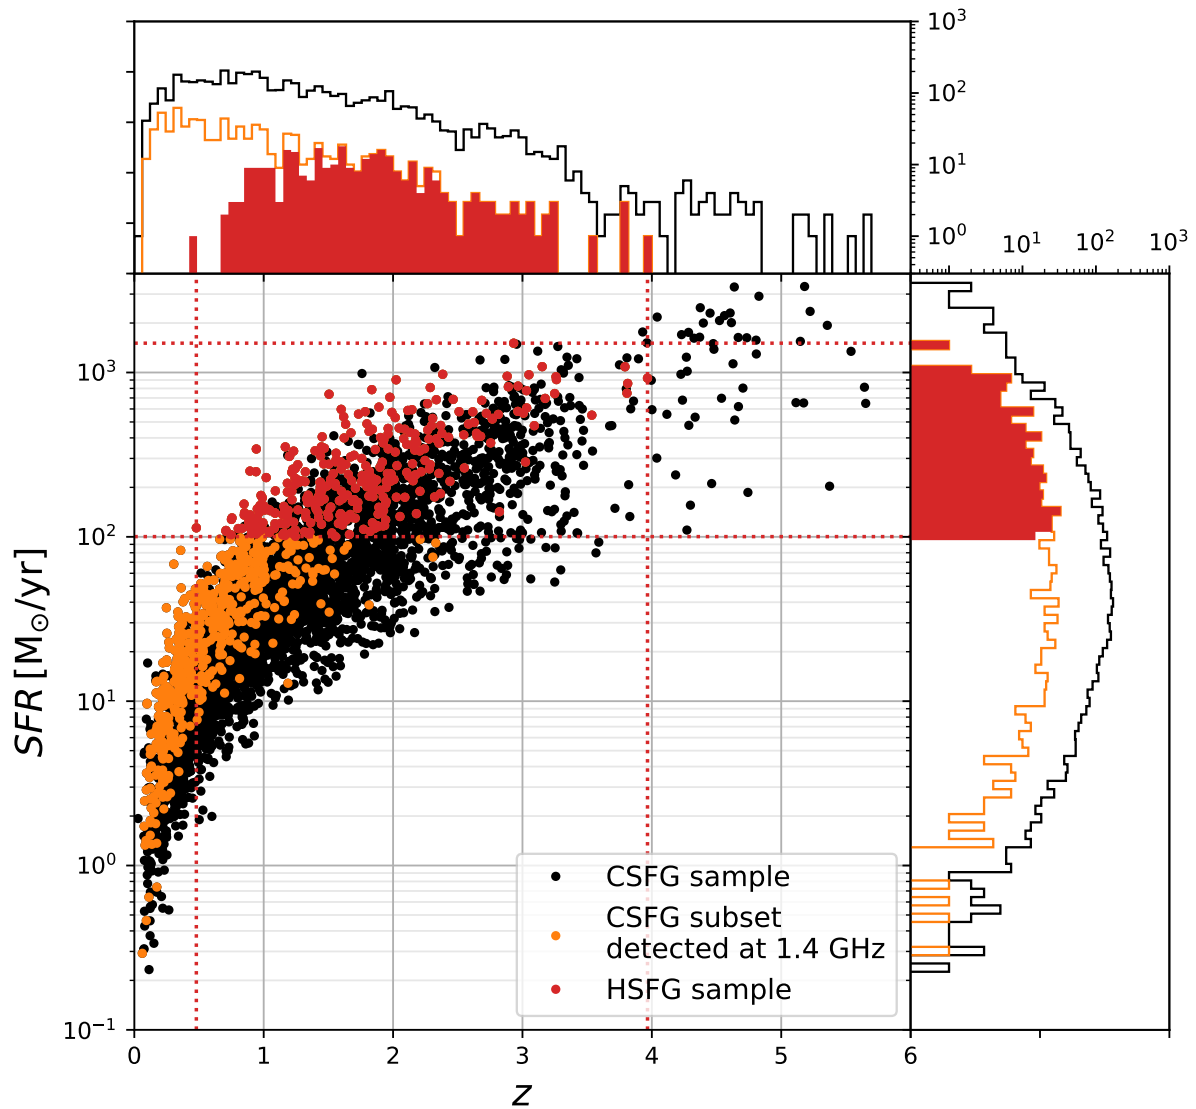 10³
10²
10¹
10⁰
10¹ 10² 10³
10³
10²
10¹
10⁰
10⁻¹
SFR [M⊙/yr]
CSFG sample
CSFG subset
detected at 1.4 GHz
HSFG sample
0 1 2 3 4 5 6
z